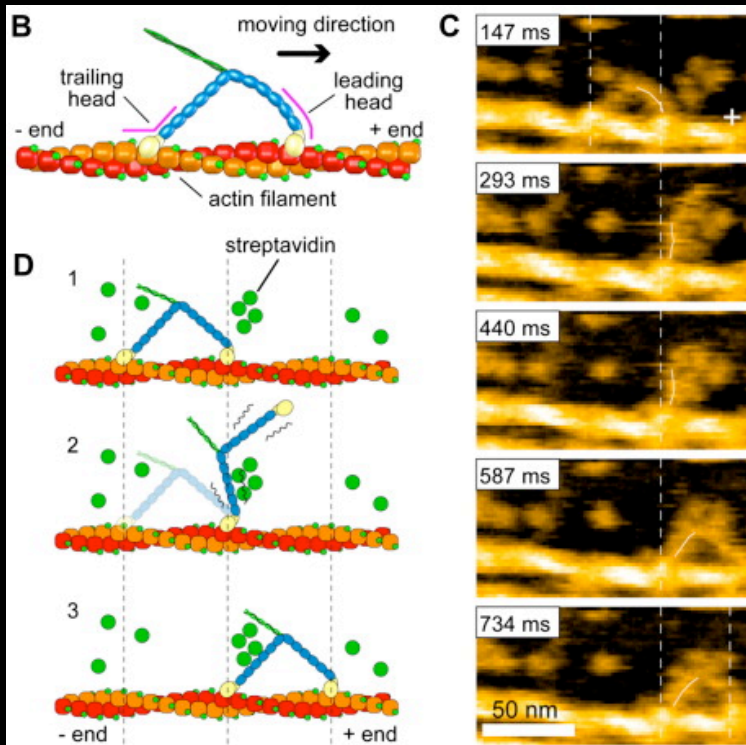 B
moving direction
trailing
head
leading
head
- end
+ end
actin filament
D
streptavidin
1
2
3
- end
+ end
C
147 ms
+
293 ms
440 ms
587 ms
734 ms
50 nm